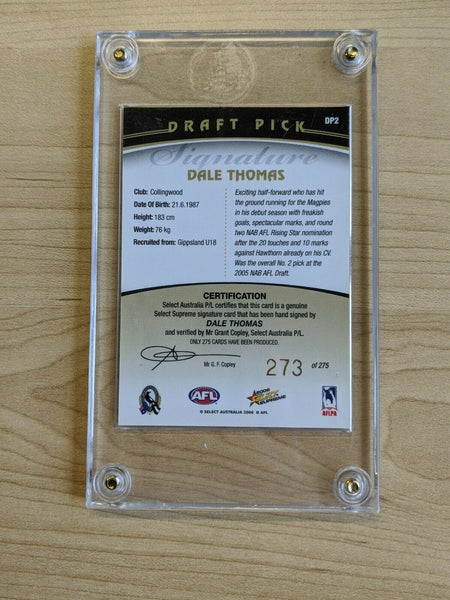 DRAFT PICK
DP2
Signature
DALE THOMAS
Club: Collingwood
Date Of Birth: 21.6.1987
Height: 183 cm
Weight: 76 kg
Recruited from: Gippsland U18
Exciting half-forward who has hit
the ground running for the Magpies
in his debut season with freakish
goals, spectacular marks, and round
two NAB AFL Rising Star nomination
after the 20 touches and 10 marks
against Hawthorn already on his CV.
Was the overall No. 2 pick at the
2005 NAB AFL Draft.
CERTIFICATION
Select Australia P/L certifies that this card is a genuine
Select Supreme signature card that has been hand signed by
DALE THOMAS
and verified by Mr Grant Copley, Select Australia P/L.
ONLY 275 CARDS HAVE BEEN PRODUCED.
Mr G. F. Copley
273 of 275
AFL
2006
SELECT
SUPREME
AFLPA
© SELECT AUSTRALIA 2006 © AFL